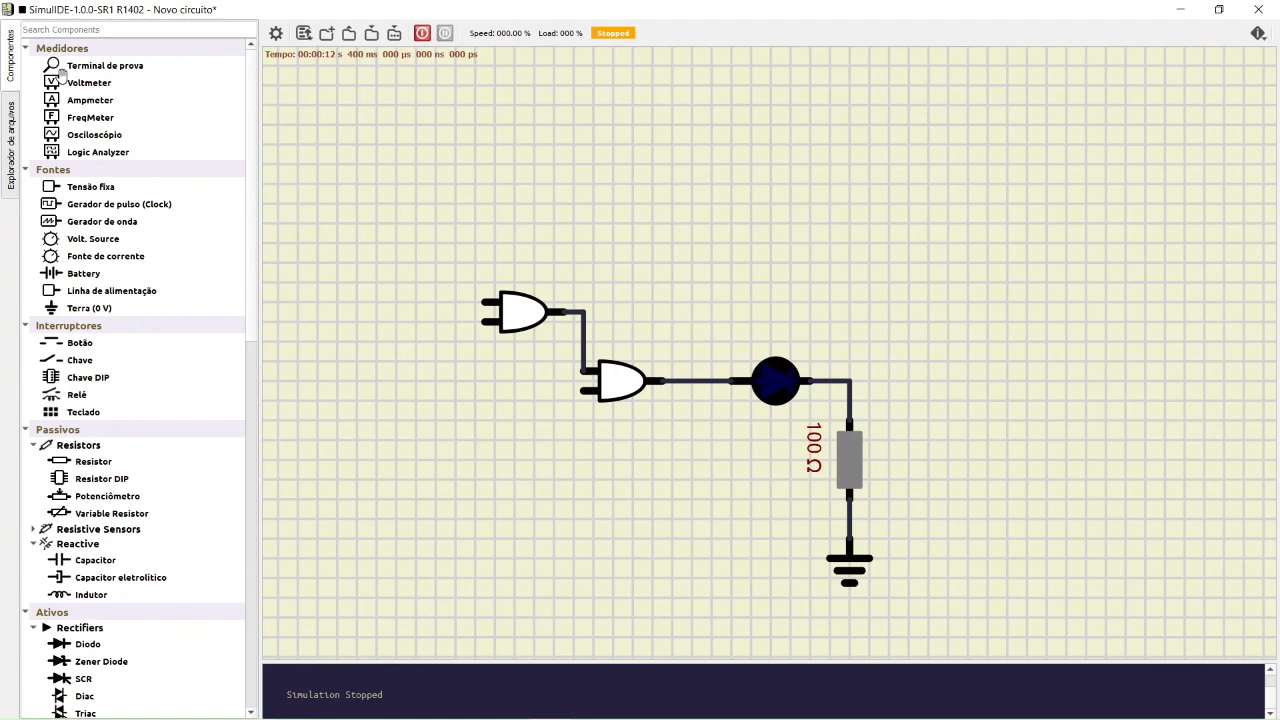 SimulIDE-1.0.0-SR1 R1402 - Novo circuito*
Componentes
Explorador de arquivos
Search Components
Speed: 000.00 % Load: 000 % Stopped
Tempo: 00:00:12 s 400 ms 000 µs 000 ns 000 ps
Medidores
Terminal de prova
Voltmeter
Ampmeter
FreqMeter
Osciloscópio
Logic Analyzer
Fontes
Tensão fixa
Gerador de pulso (Clock)
Gerador de onda
Volt. Source
Fonte de corrente
Battery
Linha de alimentação
Terra (0 V)
Interruptores
Botão
Chave
Chave DIP
Relê
Teclado
Passivos
Resistors
Resistor
Resistor DIP
Potenciômetro
Variable Resistor
Resistive Sensors
Reactive
Capacitor
Capacitor eletrolítico
Indutor
Ativos
Rectifiers
Diodo
Zener Diode
SCR
Diac
Triac
100 Ω
Simulation Stopped